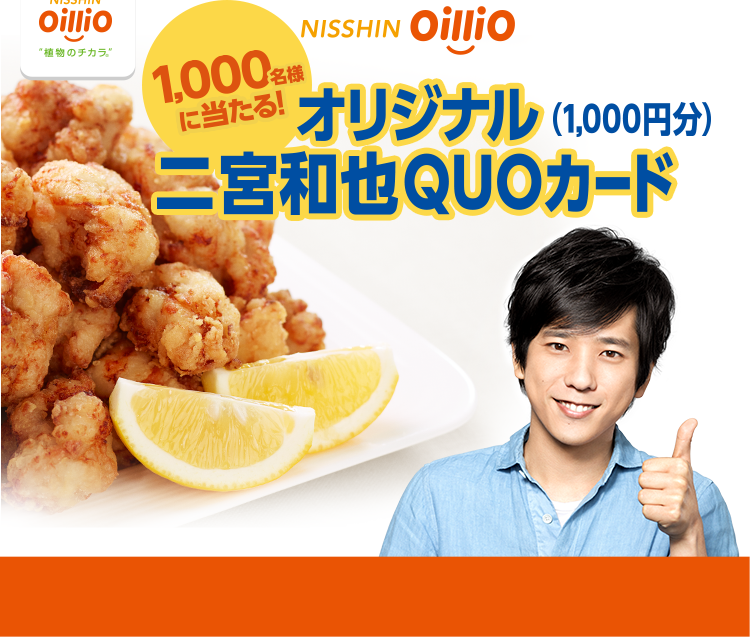 NISSHIN
OilliO
“植物のチカラ。”
NISSHIN OilliO
1,000名様
に当たる!
オリジナル（1,000円分）
二宮和也QUOカード